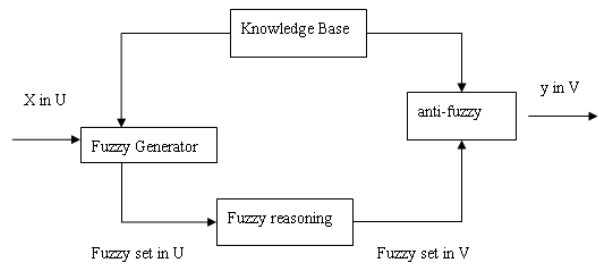 Knowledge Base
X in U
y in V
anti-fuzzy
Fuzzy Generator
Fuzzy reasoning
Fuzzy set in U
Fuzzy set in V